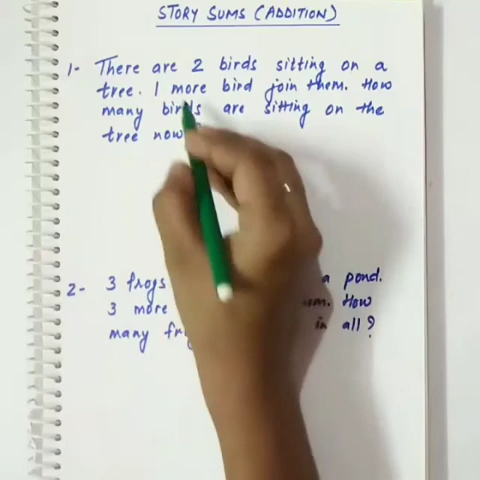 STORY SUMS (ADDITION)
1- There are 2 birds sitting on a
tree. 1 more bird join them. How
many birds are sitting on the
tree now
2- 3 frogs a pond.
3 more How
many in all?